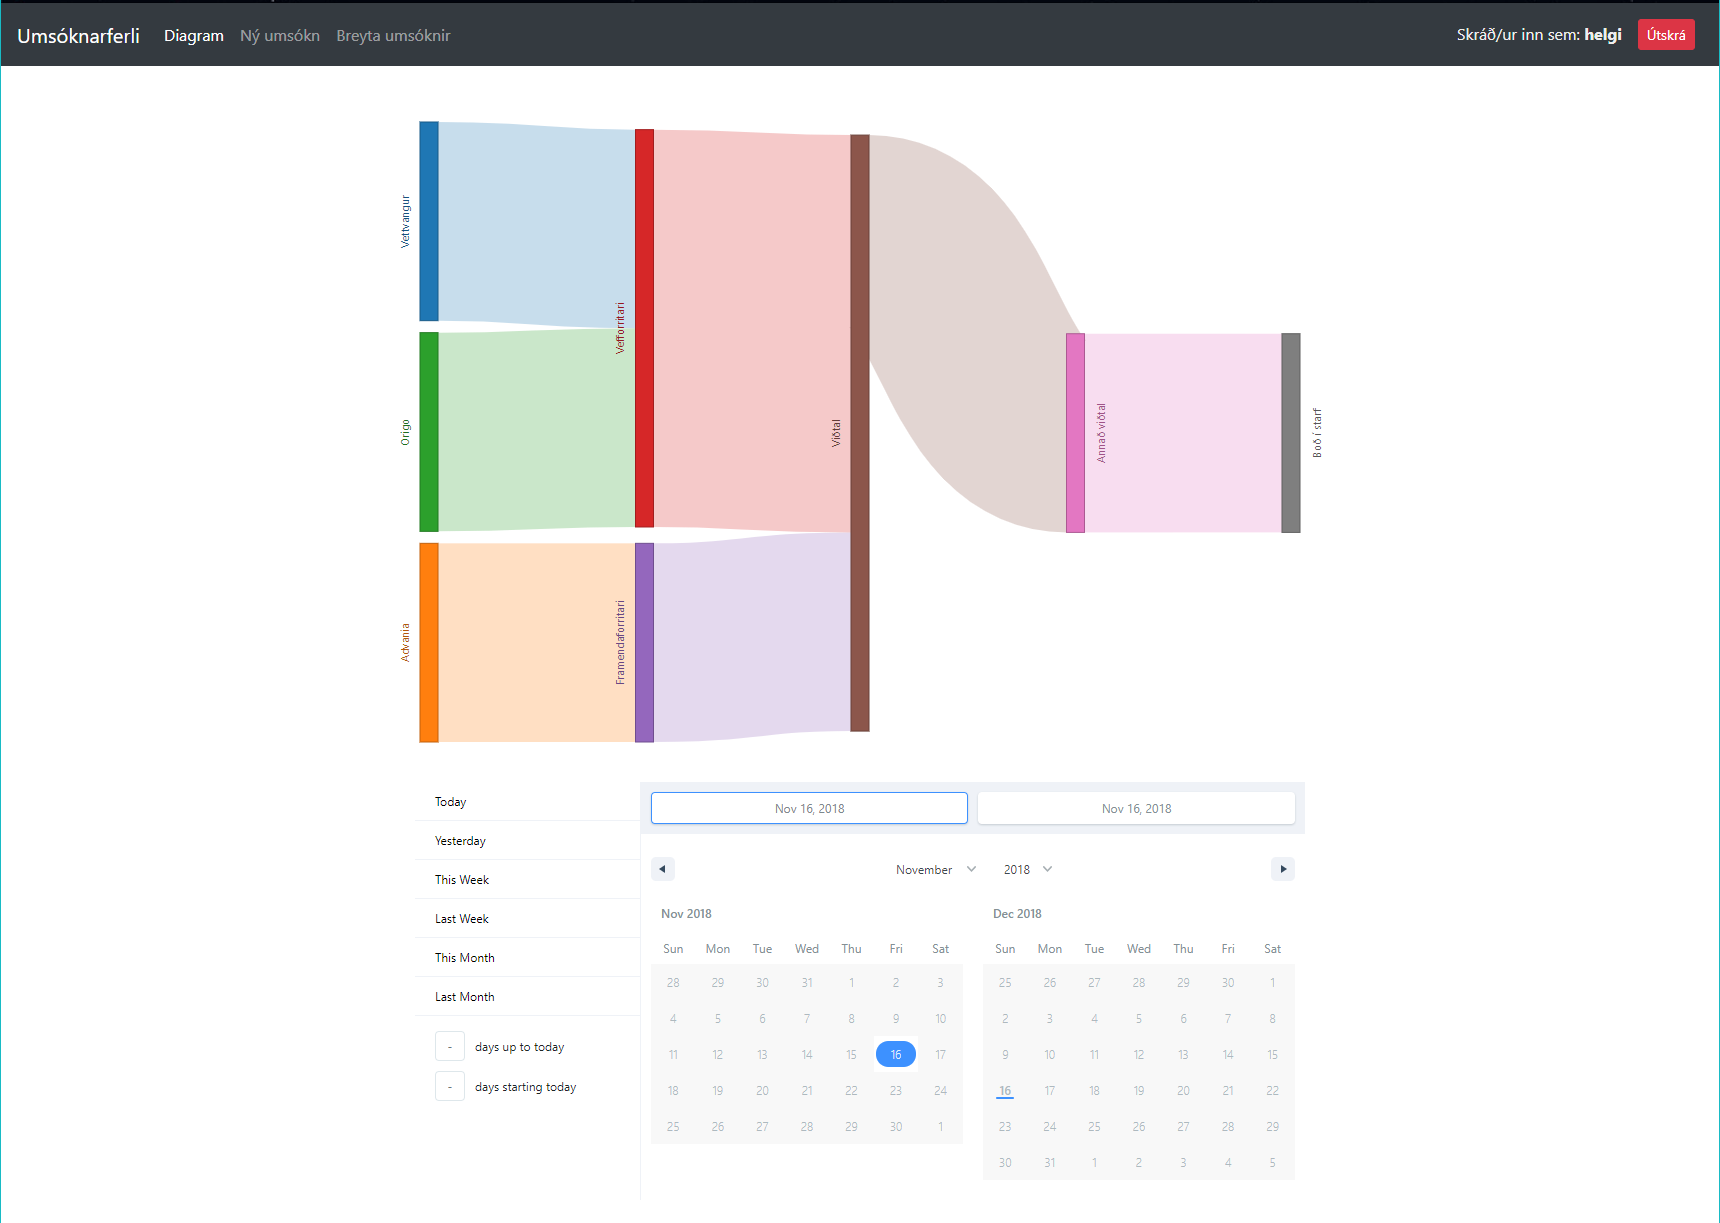 Umsóknarferli Diagram Ný umsókn Breyta umsóknir Skráð/ur inn sem: helgi Útskrá
Vettvangur
Origo
Advania
Vefforritari
Framendaforritari
Viðtal
Annað viðtal
Boð í starf
Today
Yesterday
This Week
Last Week
This Month
Last Month
- days up to today
- days starting today
Nov 16, 2018 Nov 16, 2018
November 2018
Nov 2018
Sun Mon Tue Wed Thu Fri Sat
28 29 30 31 1 2 3
4 5 6 7 8 9 10
11 12 13 14 15 16 17
18 19 20 21 22 23 24
25 26 27 28 29 30 1
Dec 2018
Sun Mon Tue Wed Thu Fri Sat
25 26 27 28 29 30 1
2 3 4 5 6 7 8
9 10 11 12 13 14 15
16 17 18 19 20 21 22
23 24 25 26 27 28 29
30 31 1 2 3 4 5